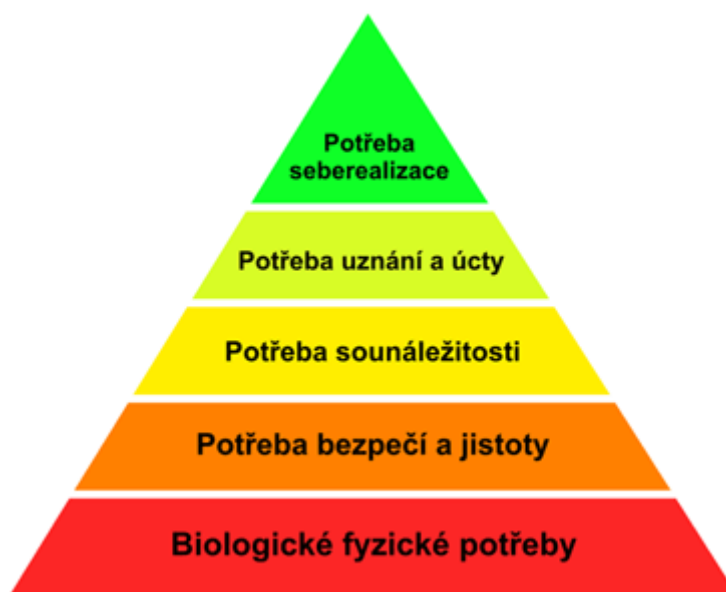 Potřeba
seberealizace
Potřeba uznání a úcty
Potřeba sounáležitosti
Potřeba bezpečí a jistoty
Biologické fyzické potřeby